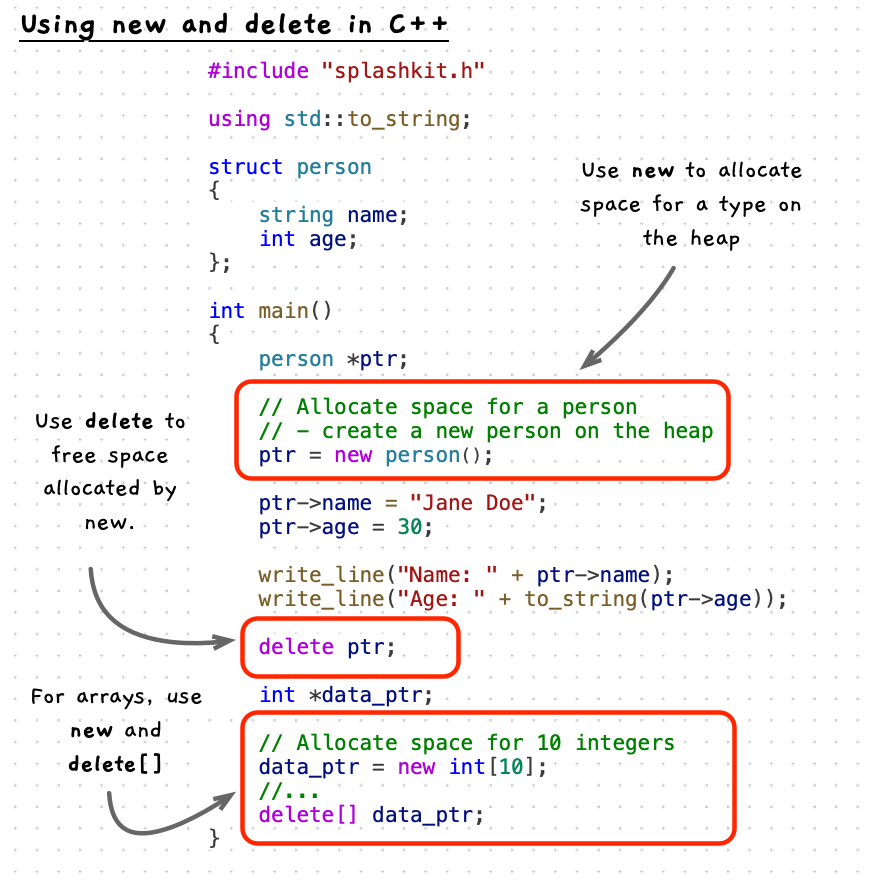 Using new and delete in C++
#include "splashkit.h"
using std::to_string;
struct person
{
string name;
int age;
};
Use new to allocate
space for a type on
the heap
int main()
{
person *ptr;
// Allocate space for a person
// - create a new person on the heap
ptr = new person();
Use delete to
free space
allocated by
new.
ptr->name = "Jane Doe";
ptr->age = 30;
write_line("Name: " + ptr->name);
write_line("Age: " + to_string(ptr->age));
delete ptr;
For arrays, use
new and
delete[]
int *data_ptr;
// Allocate space for 10 integers
data_ptr = new int[10];
//...
delete[] data_ptr;
}